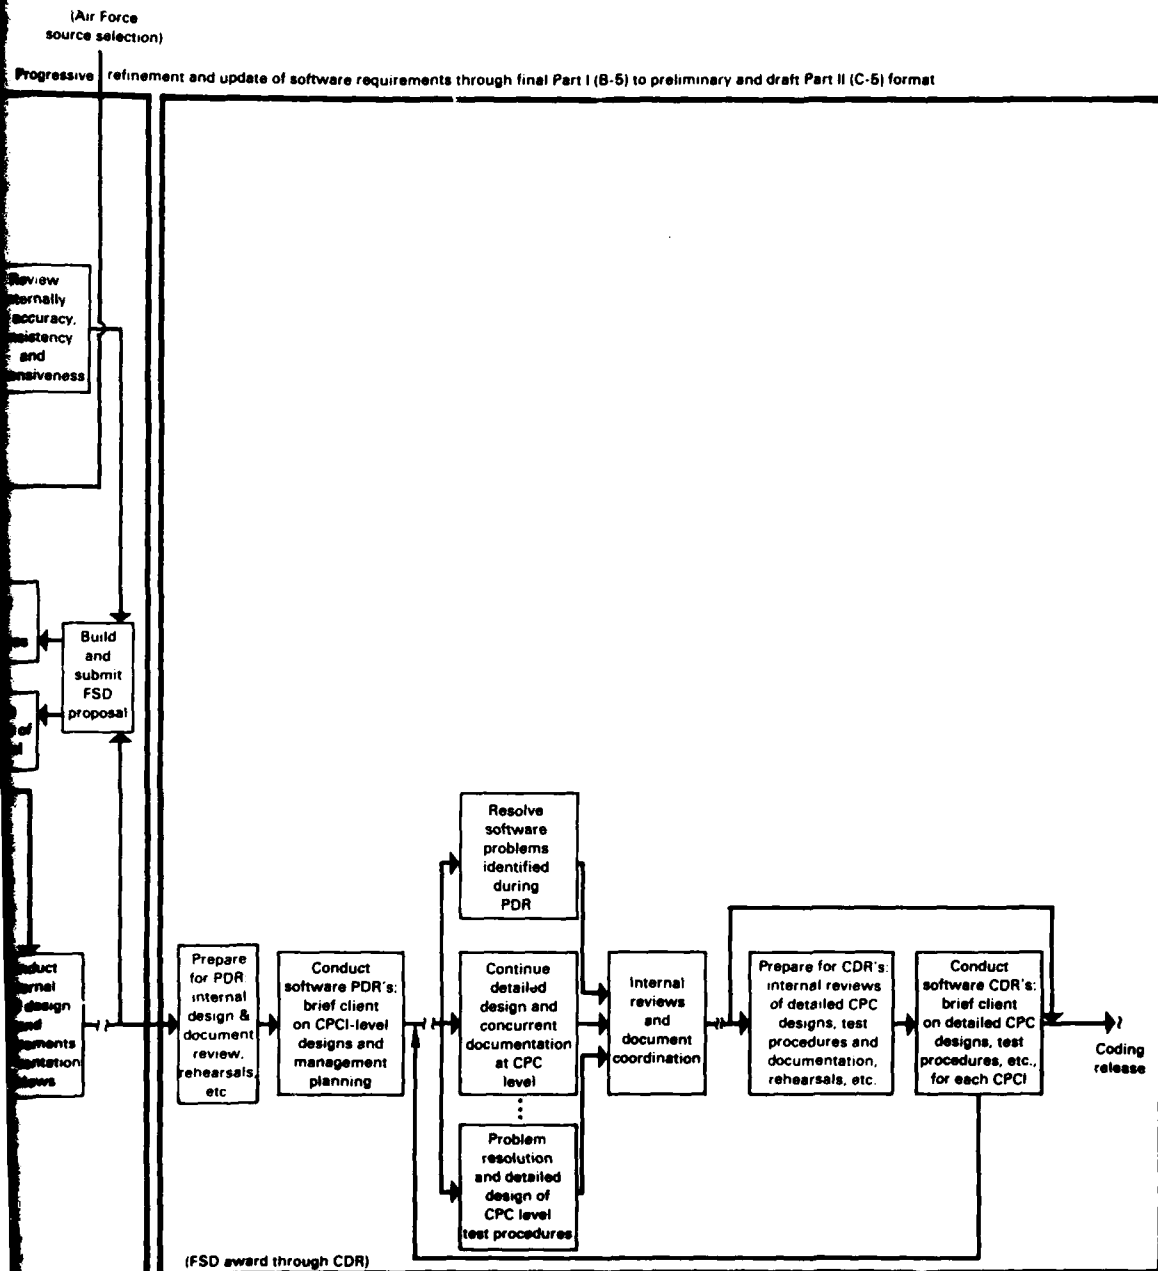 (Air Force
source selection)
Progressive refinement and update of software requirements through final Part I (B-5) to preliminary and draft Part II (C-5) format
Review
accuracy,
and
Build
and
submit
FSD
proposal
of
design
Prepare
for PDR:
internal
design &
document
review,
rehearsals,
etc
Conduct
software PDR's:
brief client
on CPCI-level
designs and
management
planning
Resolve
software
problems
identified
during
PDR
Continue
detailed
design and
concurrent
documentation
at CPC
level
Problem
resolution
and detailed
design of
CPC level
test procedures
Internal
reviews
and
document
coordination
Prepare for CDR's:
internal reviews
of detailed CPC
designs, test
procedures and
documentation,
rehearsals, etc.
Conduct
software CDR's:
brief client
on detailed CPC
designs, test
procedures, etc.,
for each CPCI
Coding
release
(FSD award through CDR)